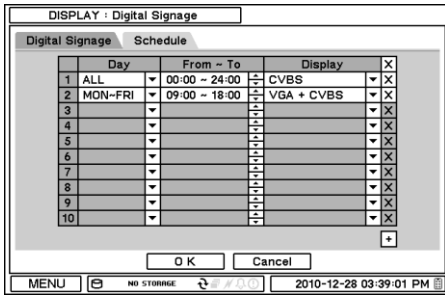 DISPLAY : Digital Signage
Digital Signage Schedule
Day From ~ To Display X
1 ALL 00:00 ~ 24:00 CVBS X
2 MON~FRI 09:00 ~ 18:00 VGA + CVBS X
3 X
4 X
5 X
6 X
7 X
8 X
9 X
10 X
+
OK Cancel
MENU NO STORAGE 2010-12-28 03:39:01 PM